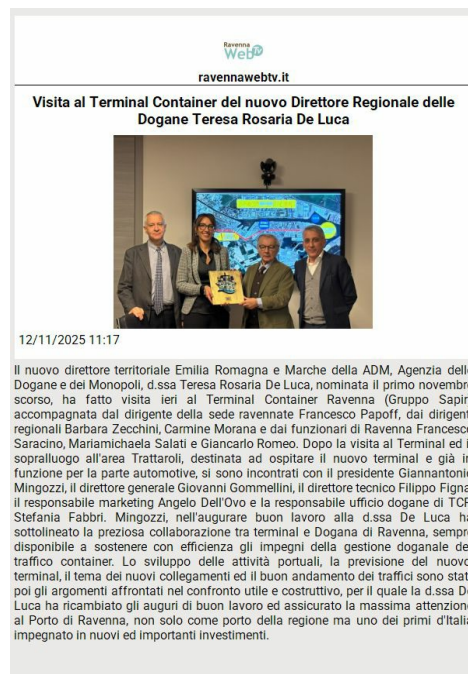 Ravenna
WebTv
ravennawebtv.it
Visita al Terminal Container del nuovo Direttore Regionale delle
Dogane Teresa Rosaria De Luca
12/11/2025 11:17
Il nuovo direttore territoriale Emilia Romagna e Marche della ADM, Agenzia dell
Dogane e dei Monopoli, d.ssa Teresa Rosaria De Luca, nominata il primo novembr
scorso, ha fatto visita ieri al Terminal Container Ravenna (Gruppo Sapir
accompagnata dal dirigente della sede ravennate Francesco Papoff, dai dirigent
regionali Barbara Zecchini, Carmine Morana e dai funzionari di Ravenna Francesc
Saracino, Mariamichaela Salati e Giancarlo Romeo. Dopo la visita al Terminal ed i
sopralluogo all'area Trattaroli, destinata ad ospitare il nuovo terminal e già in
funzione per la parte automotive, si sono incontrati con il presidente Giannantoni
Mingozzi, il direttore generale Giovanni Gommellini, il direttore tecnico Filippo Figna
il responsabile marketing Angelo Dell'Ovo e la responsabile ufficio dogane di TCR
Stefania Fabbri. Mingozzi, nell'augurare buon lavoro alla d.ssa De Luca ha
sottolineato la preziosa collaborazione tra terminal e Dogana di Ravenna, sempr
disponibile a sostenere con efficienza gli impegni della gestione doganale de
traffico container. Lo sviluppo delle attività portuali, la previsione del nuovo
terminal, il tema dei nuovi collegamenti ed il buon andamento dei traffici sono stat
poi gli argomenti affrontati nel confronto utile e costruttivo, per il quale la d.ssa D
Luca ha ricambiato gli auguri di buon lavoro ed assicurato la massima attenzion
al Porto di Ravenna, non solo come porto della regione ma uno dei primi d'Itali
impegnato in nuovi ed importanti investimenti.